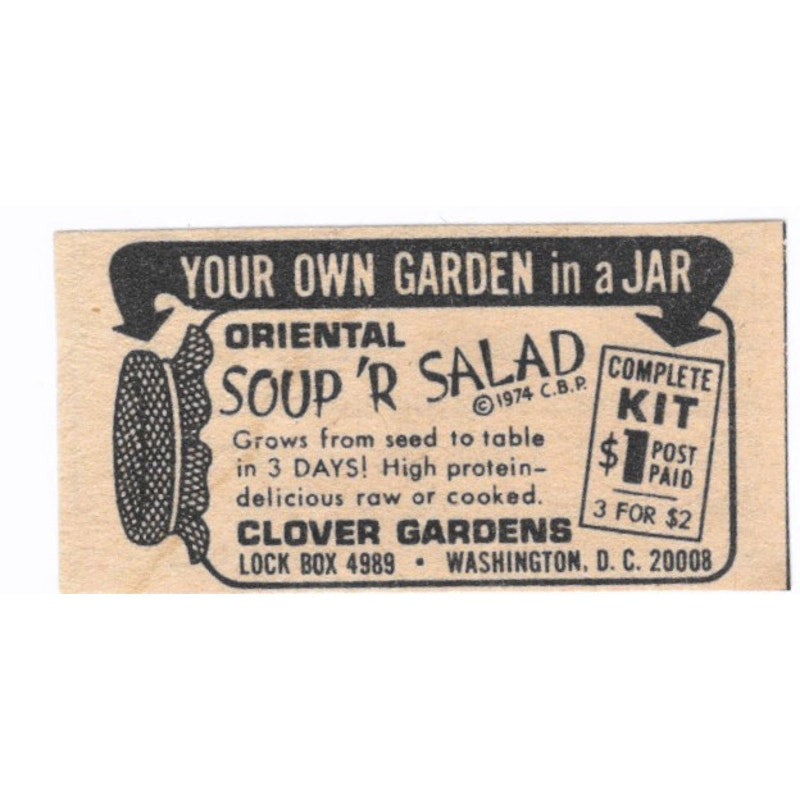 YOUR OWN GARDEN in a JAR
ORIENTAL
SOUP 'R SALAD
©1974 C.B.P.
Grows from seed to table
in 3 DAYS! High protein-
delicious raw or cooked.
CLOVER GARDENS
LOCK BOX 4989 • WASHINGTON, D. C. 20008
COMPLETE
KIT
$1 POST
PAID
3 FOR $2